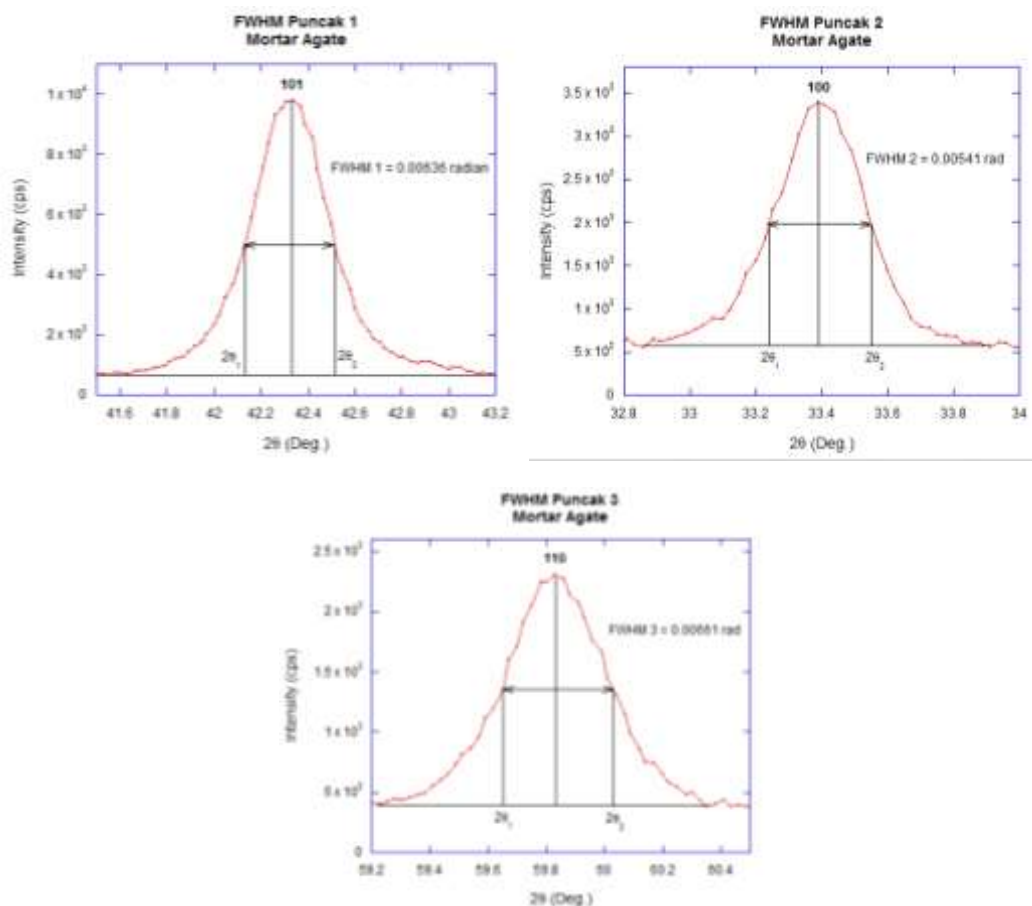 FWHM Puncak 1
Mortar Agate
101
FWHM 1 = 0.00636 radian
1 x 10⁴
8 x 10³
6 x 10³
4 x 10³
2 x 10³
0
Intensity (cps)
2θ₁
2θ₂
41.6 41.8 42 42.2 42.4 42.6 42.8 43 43.2
2θ (Deg.)
FWHM Puncak 2
Mortar Agate
100
FWHM 2 = 0.00541 rad
3.5 x 10³
3 x 10³
2.5 x 10³
2 x 10³
1.5 x 10³
1 x 10³
5 x 10²
0
Intensity (cps)
2θ₁
2θ₂
32.8 33 33.2 33.4 33.6 33.8 34
2θ (Deg.)
FWHM Puncak 3
Mortar Agate
110
FWHM 3 = 0.00661 rad
2.5 x 10³
2 x 10³
1.5 x 10³
1 x 10³
5 x 10²
0
Intensity (cps)
2θ₁
2θ₂
59.2 59.4 59.6 59.8 60 60.2 60.4
2θ (Deg.)